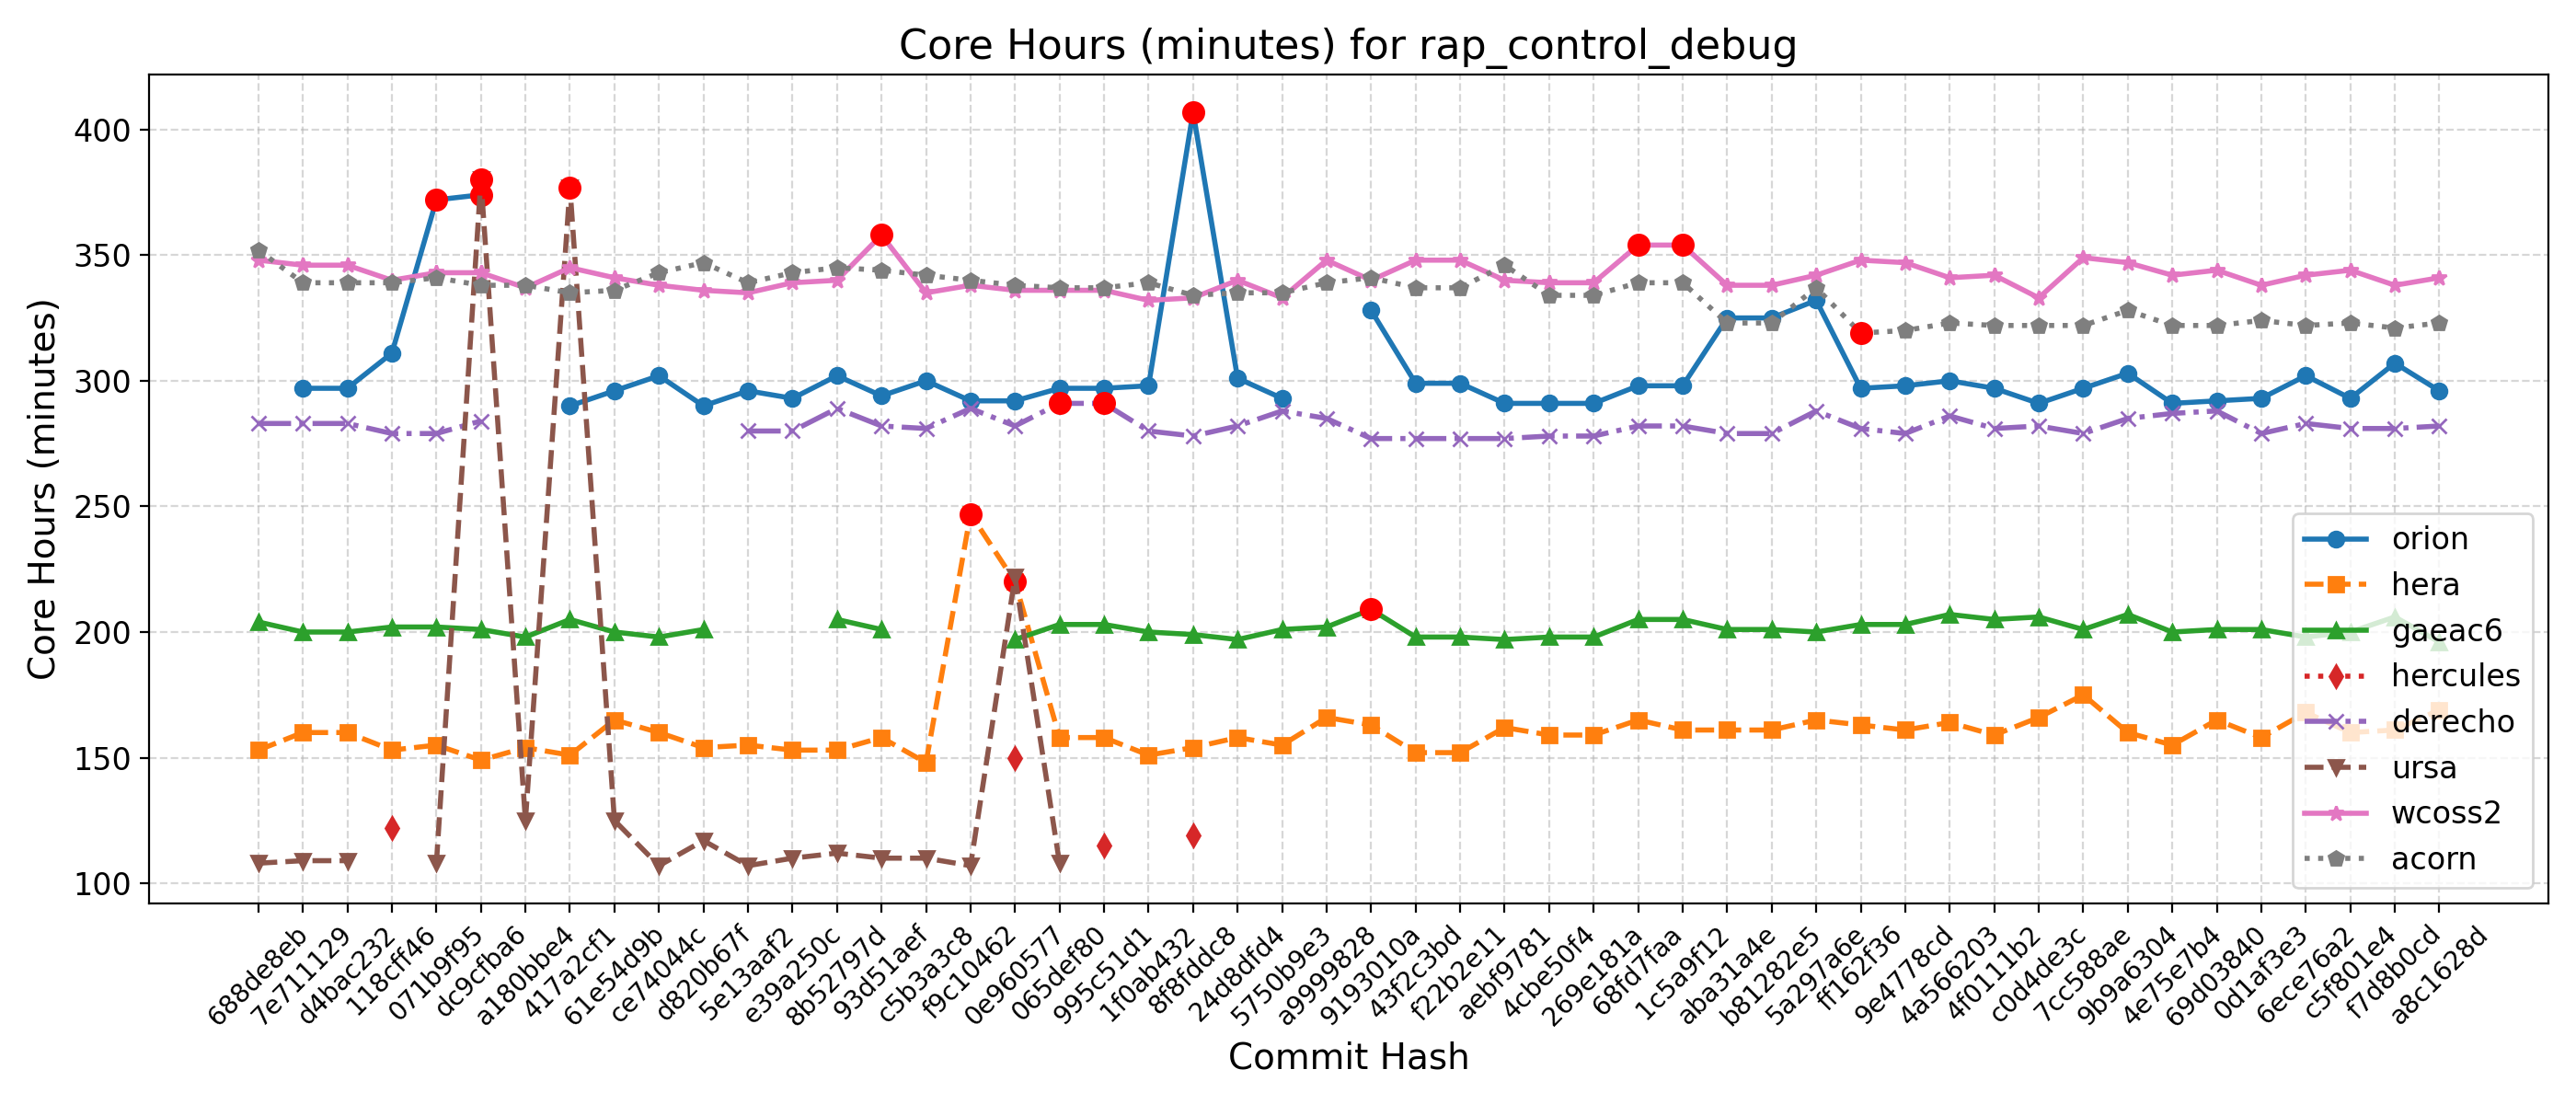 Core Hours (minutes) for rap_control_debug
Core Hours (minutes)
400
350
300
250
200
150
100
orion
hera
gaeac6
hercules
derecho
ursa
wcoss2
acorn
688de8eb
7e711129
d4bac232
118cff46
071b9f95
dc9cfba6
a180bbe4
417a2cf1
61e54d9b
ce74044c
d820b67f
5e13aaf2
e39a250c
8b52797d
93d51aef
c5b3a3c8
f9c10462
0e960577
065def80
995c51d1
1f0ab432
8f8fddc8
24d8dfd4
5750b9e3
a9999828
9193010a
43f2c3bd
f22b2e11
aebf9781
4cbe50f4
269e181a
68fd7faa
1c5a9f12
aba31a4e
b81282e5
5a297a6e
ff162f36
9e4778cd
4a566203
4f0111b2
c0d4de3c
7cc588ae
9b9a6304
4e75e7b4
69d03840
0d1af3e3
6ece76a2
c5f801e4
f7d8b0cd
a8c1628d
Commit Hash